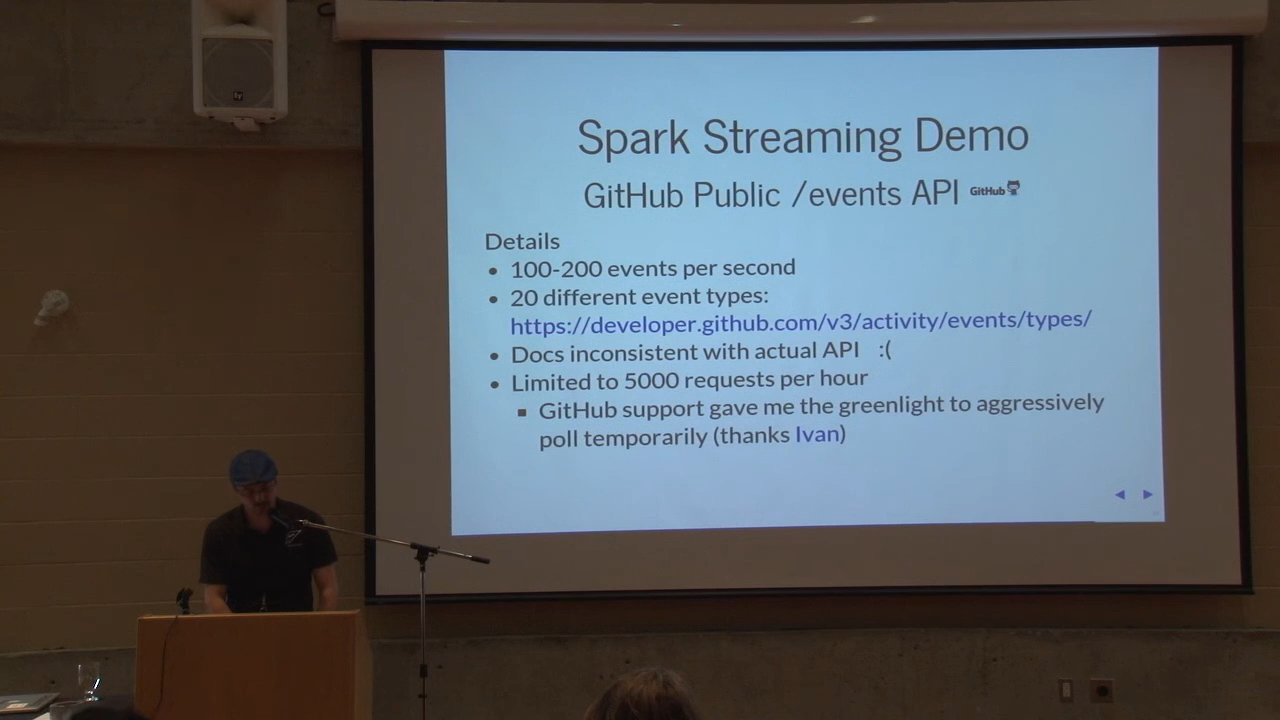 Spark Streaming Demo
GitHub Public /events API GitHub
Details
• 100-200 events per second
• 20 different event types:
https://developer.github.com/v3/activity/events/types/
• Docs inconsistent with actual API :(
• Limited to 5000 requests per hour
▪ GitHub support gave me the greenlight to aggressively
poll temporarily (thanks Ivan)